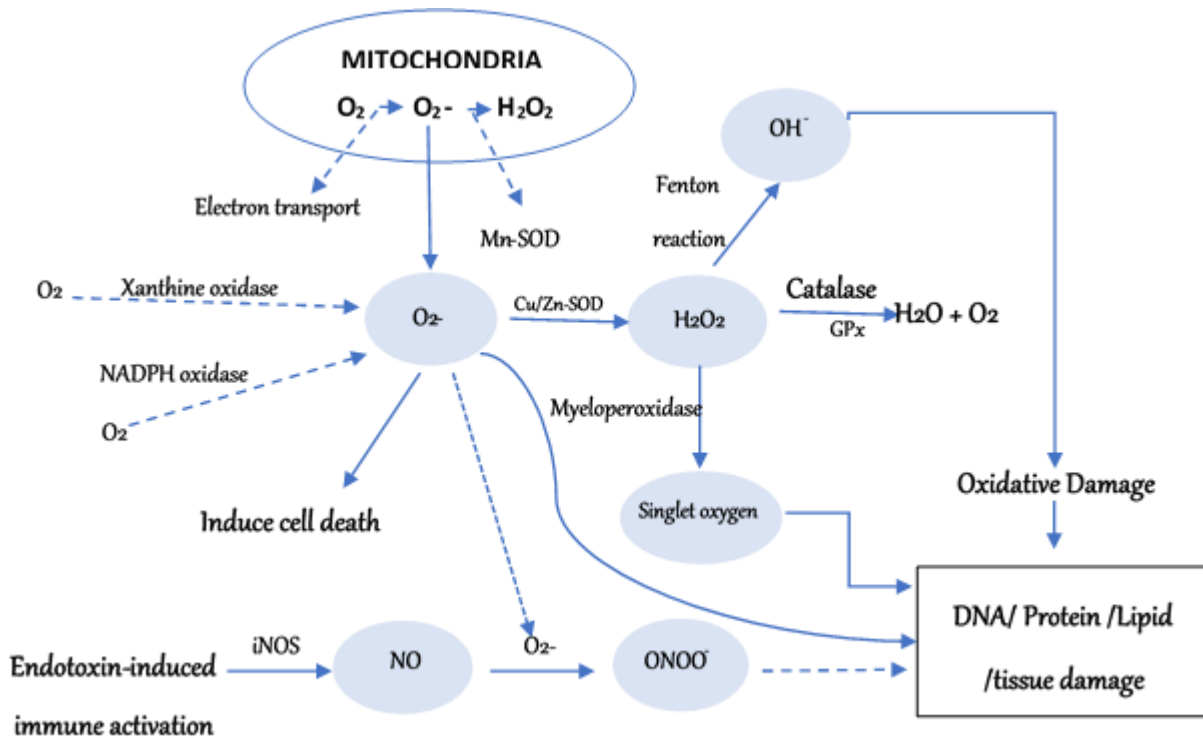 MITOCHONDRIA
O₂ O₂- H₂O₂
OH⁻
Fenton
reaction
Electron transport
Mn-SOD
O₂ Xanthine oxidase
O₂-
Cu/Zn-SOD
H₂O₂
Catalase
GPx
H₂O + O₂
NADPH oxidase
O₂
Myeloperoxidase
Induce cell death
Singlet oxygen
Oxidative Damage
DNA/ Protein /Lipid
/tissue damage
Endotoxin-induced
immune activation
iNOS
NO
O₂-
ONOO⁻